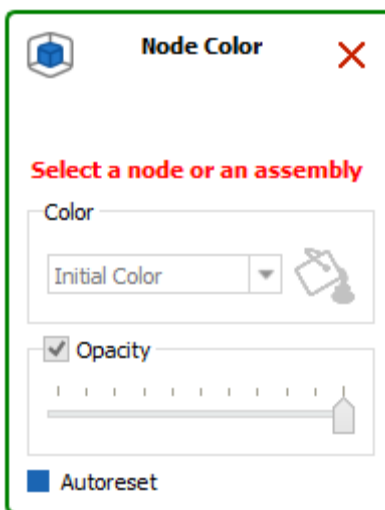 Node Color
Select a node or an assembly
Color
Initial Color
Opacity
Autoreset